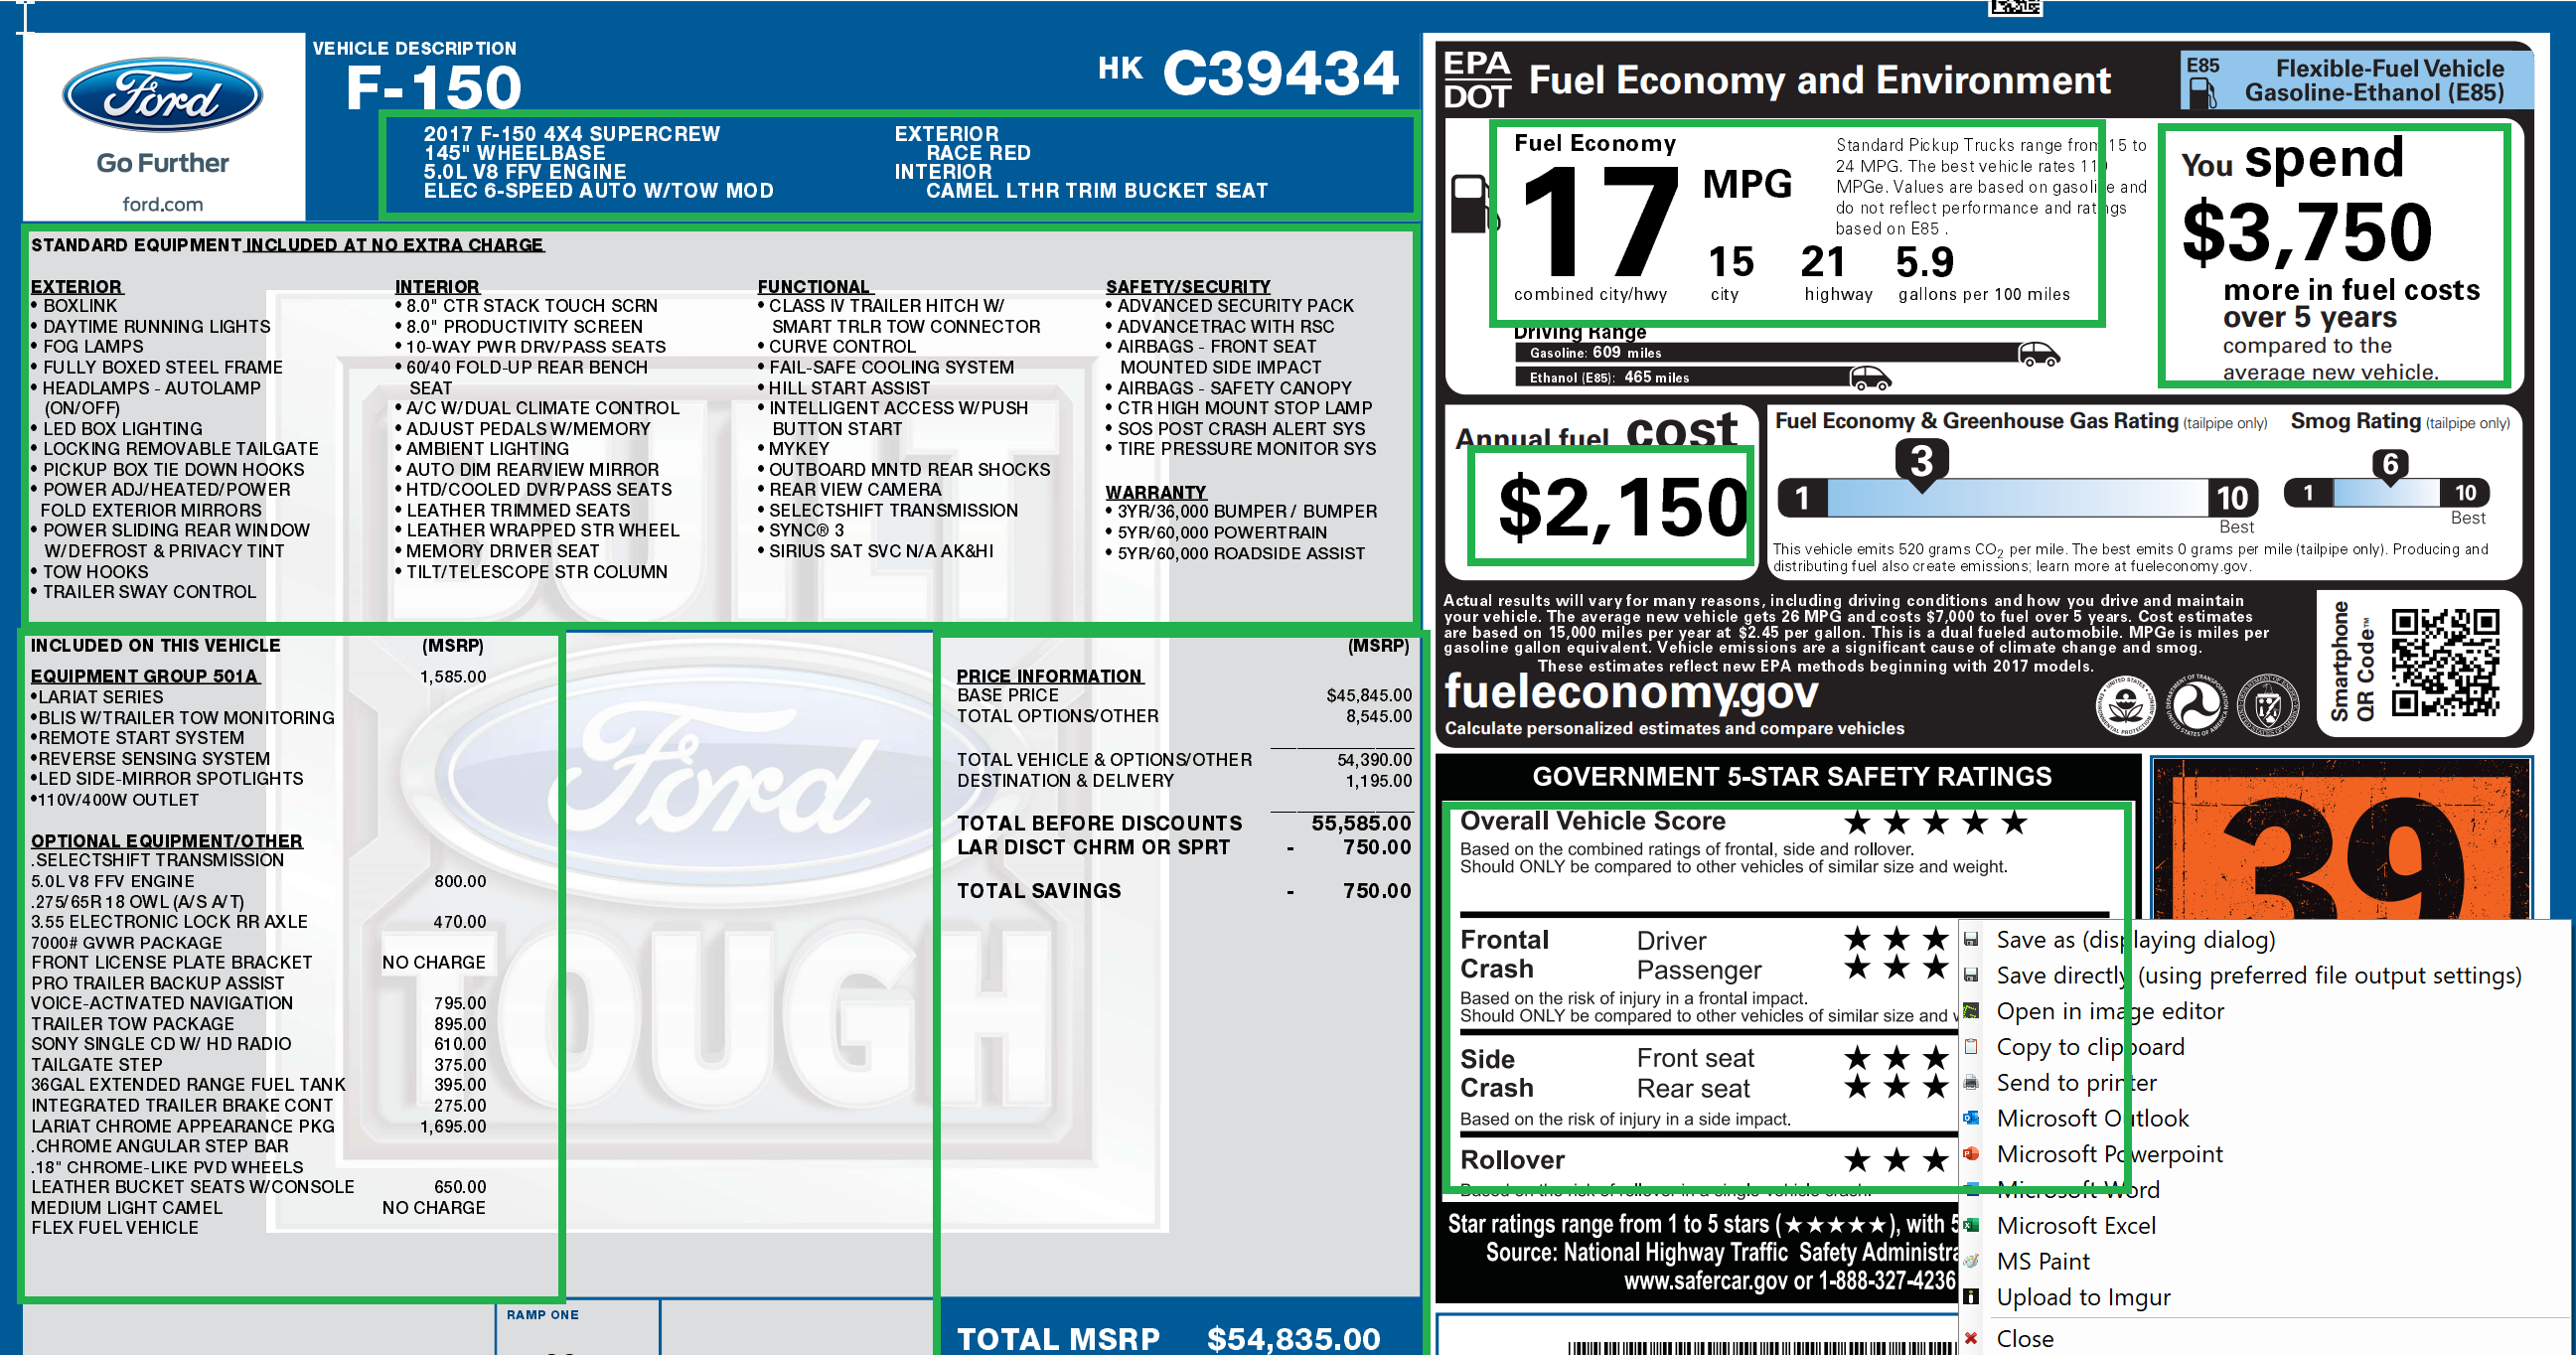 Ford
Go Further
ford.com
VEHICLE DESCRIPTION
F-150
HK C39434
2017 F-150 4X4 SUPERCREW
145" WHEELBASE
5.0L V8 FFV ENGINE
ELEC 6-SPEED AUTO W/TOW MOD
EXTERIOR
RACE RED
INTERIOR
CAMEL LTHR TRIM BUCKET SEAT
STANDARD EQUIPMENT INCLUDED AT NO EXTRA CHARGE
EXTERIOR
• BOXLINK
• DAYTIME RUNNING LIGHTS
• FOG LAMPS
• FULLY BOXED STEEL FRAME
• HEADLAMPS - AUTOLAMP
(ON/OFF)
• LED BOX LIGHTING
• LOCKING REMOVABLE TAILGATE
• PICKUP BOX TIE DOWN HOOKS
• POWER ADJ/HEATED/POWER
FOLD EXTERIOR MIRRORS
• POWER SLIDING REAR WINDOW
W/DEFROST & PRIVACY TINT
• TOW HOOKS
• TRAILER SWAY CONTROL
INTERIOR
• 8.0" CTR STACK TOUCH SCRN
• 8.0" PRODUCTIVITY SCREEN
• 10-WAY PWR DRV/PASS SEATS
• 60/40 FOLD-UP REAR BENCH
SEAT
• A/C W/DUAL CLIMATE CONTROL
• ADJUST PEDALS W/MEMORY
• AMBIENT LIGHTING
• AUTO DIM REARVIEW MIRROR
• HTD/COOLED DVR/PASS SEATS
• LEATHER TRIMMED SEATS
• LEATHER WRAPPED STR WHEEL
• MEMORY DRIVER SEAT
• TILT/TELESCOPE STR COLUMN
FUNCTIONAL
• CLASS IV TRAILER HITCH W/
SMART TRLR TOW CONNECTOR
• CURVE CONTROL
• FAIL-SAFE COOLING SYSTEM
• HILL START ASSIST
• INTELLIGENT ACCESS W/PUSH
BUTTON START
• MYKEY
• OUTBOARD MNTD REAR SHOCKS
• REAR VIEW CAMERA
• SELECTSHIFT TRANSMISSION
• SYNC® 3
• SIRIUS SAT SVC N/A AK&HI
SAFETY/SECURITY
• ADVANCED SECURITY PACK
• ADVANCETRAC WITH RSC
• AIRBAGS - FRONT SEAT
MOUNTED SIDE IMPACT
• AIRBAGS - SAFETY CANOPY
• CTR HIGH MOUNT STOP LAMP
• SOS POST CRASH ALERT SYS
• TIRE PRESSURE MONITOR SYS
WARRANTY
• 3YR/36,000 BUMPER / BUMPER
• 5YR/60,000 POWERTRAIN
• 5YR/60,000 ROADSIDE ASSIST
BUILT
Ford
TOUGH
INCLUDED ON THIS VEHICLE (MSRP)
EQUIPMENT GROUP 501A 1,585.00
•LARIAT SERIES
•BLIS W/TRAILER TOW MONITORING
•REMOTE START SYSTEM
•REVERSE SENSING SYSTEM
•LED SIDE-MIRROR SPOTLIGHTS
•110V/400W OUTLET
OPTIONAL EQUIPMENT/OTHER
.SELECTSHIFT TRANSMISSION
5.0L V8 FFV ENGINE 800.00
.275/65R 18 OWL (A/S A/T)
3.55 ELECTRONIC LOCK RR AXLE 470.00
7000# GVWR PACKAGE
FRONT LICENSE PLATE BRACKET NO CHARGE
PRO TRAILER BACKUP ASSIST
VOICE-ACTIVATED NAVIGATION 795.00
TRAILER TOW PACKAGE 895.00
SONY SINGLE CD W/ HD RADIO 610.00
TAILGATE STEP 375.00
36GAL EXTENDED RANGE FUEL TANK 395.00
INTEGRATED TRAILER BRAKE CONT 275.00
LARIAT CHROME APPEARANCE PKG 1,695.00
.CHROME ANGULAR STEP BAR
.18" CHROME-LIKE PVD WHEELS
LEATHER BUCKET SEATS W/CONSOLE 650.00
MEDIUM LIGHT CAMEL NO CHARGE
FLEX FUEL VEHICLE
(MSRP)
PRICE INFORMATION
BASE PRICE $45,845.00
TOTAL OPTIONS/OTHER 8,545.00
TOTAL VEHICLE & OPTIONS/OTHER 54,390.00
DESTINATION & DELIVERY 1,195.00
TOTAL BEFORE DISCOUNTS 55,585.00
LAR DISCT CHRM OR SPRT - 750.00
TOTAL SAVINGS - 750.00
RAMP ONE
TOTAL MSRP $54,835.00
EPA
DOT
Fuel Economy and Environment
E85
Flexible-Fuel Vehicle
Gasoline-Ethanol (E85)
Fuel Economy
17 MPG
combined city/hwy
15
city
21
highway
5.9
gallons per 100 miles
Standard Pickup Trucks range from 15 to
24 MPG. The best vehicle rates
MPGe. Values are based on gasoline and
do not reflect performance and ratings
based on E85 .
Driving Range
Gasoline: 609 miles
Ethanol (E85): 465 miles
You spend
$3,750
more in fuel costs
over 5 years
compared to the
average new vehicle.
Annual fuel cost
$2,150
Fuel Economy & Greenhouse Gas Rating (tailpipe only)
1 3 10
Best
Smog Rating (tailpipe only)
1 6 10
Best
This vehicle emits 520 grams CO2 per mile. The best emits 0 grams per mile (tailpipe only). Producing and
distributing fuel also create emissions; learn more at fueleconomy.gov.
Actual results will vary for many reasons, including driving conditions and how you drive and maintain
your vehicle. The average new vehicle gets 26 MPG and costs $7,000 to fuel over 5 years. Cost estimates
are based on 15,000 miles per year at $2.45 per gallon. This is a dual fueled automobile. MPGe is miles per
gasoline gallon equivalent. Vehicle emissions are a significant cause of climate change and smog.
These estimates reflect new EPA methods beginning with 2017 models.
fueleconomy.gov
Calculate personalized estimates and compare vehicles
Smartphone
QR Code™
GOVERNMENT 5-STAR SAFETY RATINGS
Overall Vehicle Score ★★★★★
Based on the combined ratings of frontal, side and rollover.
Should ONLY be compared to other vehicles of similar size and weight.
Frontal Driver ★★★
Crash Passenger ★★★
Based on the risk of injury in a frontal impact.
Should ONLY be compared to other vehicles of similar size and
Side Front seat ★★★
Crash Rear seat ★★★
Based on the risk of injury in a side impact.
Rollover ★★★
Based on the risk of rollover in a single vehicle crash.
Star ratings range from 1 to 5 stars (★★★★★), with 5
Source: National Highway Traffic Safety
www.safercar.gov or 1-888-327-4236
39
Save as (displaying dialog)
Save directly (using preferred file output settings)
Open in image editor
Copy to clipboard
Send to printer
Microsoft Outlook
Microsoft Powerpoint
Microsoft Word
Microsoft Excel
MS Paint
Upload to Imgur
Close